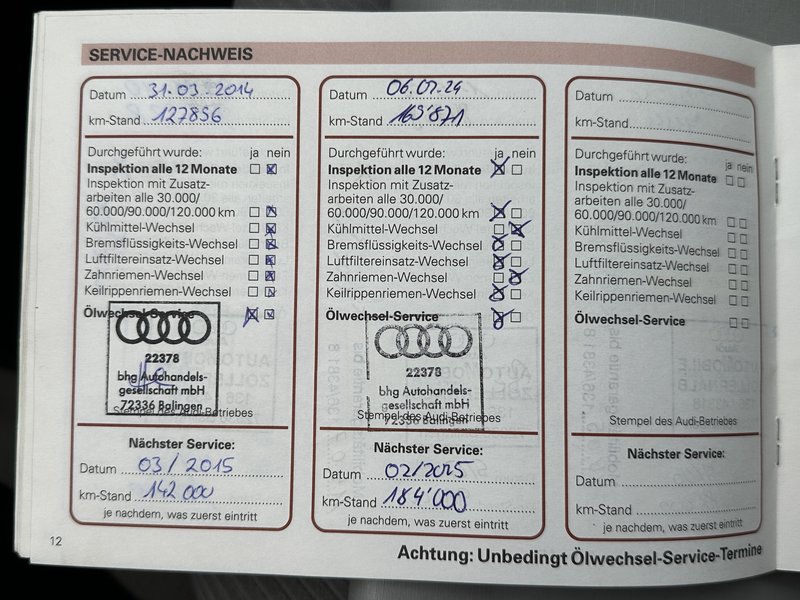 SERVICE-NACHWEIS
Datum 31.03.2014
km-Stand 127856
Durchgeführt wurde: ja nein
Inspektion alle 12 Monate
Inspektion mit Zusatz-
arbeiten alle 30.000/
60.000/90.000/120.000 km
Kühlmittel-Wechsel
Bremsflüssigkeits-Wechsel
Luftfiltereinsatz-Wechsel
Zahnriemen-Wechsel
Keilrippenriemen-Wechsel
Ölwechsel-Service
22378
bhg Autohandels-
gesellschaft mbH
72336 Balingen
Stempel des Audi-Betriebes
Nächster Service:
Datum 03/2015
km-Stand 142 000
je nachdem, was zuerst eintritt
Datum 06.07.24
km-Stand 169'871
Durchgeführt wurde: ja nein
Inspektion alle 12 Monate
Inspektion mit Zusatz-
arbeiten alle 30.000/
60.000/90.000/120.000 km
Kühlmittel-Wechsel
Bremsflüssigkeits-Wechsel
Luftfiltereinsatz-Wechsel
Zahnriemen-Wechsel
Keilrippenriemen-Wechsel
Ölwechsel-Service
22378
bhg Autohandels-
gesellschaft mbH
Stempel des Audi-Betriebes
72336 Balingen
Nächster Service:
Datum 02/2025
km-Stand 184'000
je nachdem, was zuerst eintritt
Datum
km-Stand
Durchgeführt wurde: ja nein
Inspektion alle 12 Monate
Inspektion mit Zusatz-
arbeiten alle 30.000/
60.000/90.000/120.000 km
Kühlmittel-Wechsel
Bremsflüssigkeits-Wechsel
Luftfiltereinsatz-Wechsel
Zahnriemen-Wechsel
Keilrippenriemen-Wechsel
Ölwechsel-Service
Stempel des Audi-Betriebes
Nächster Service:
Datum
km-Stand
je nachdem, was zuerst eintritt
12
Achtung: Unbedingt Ölwechsel-Service-Termine